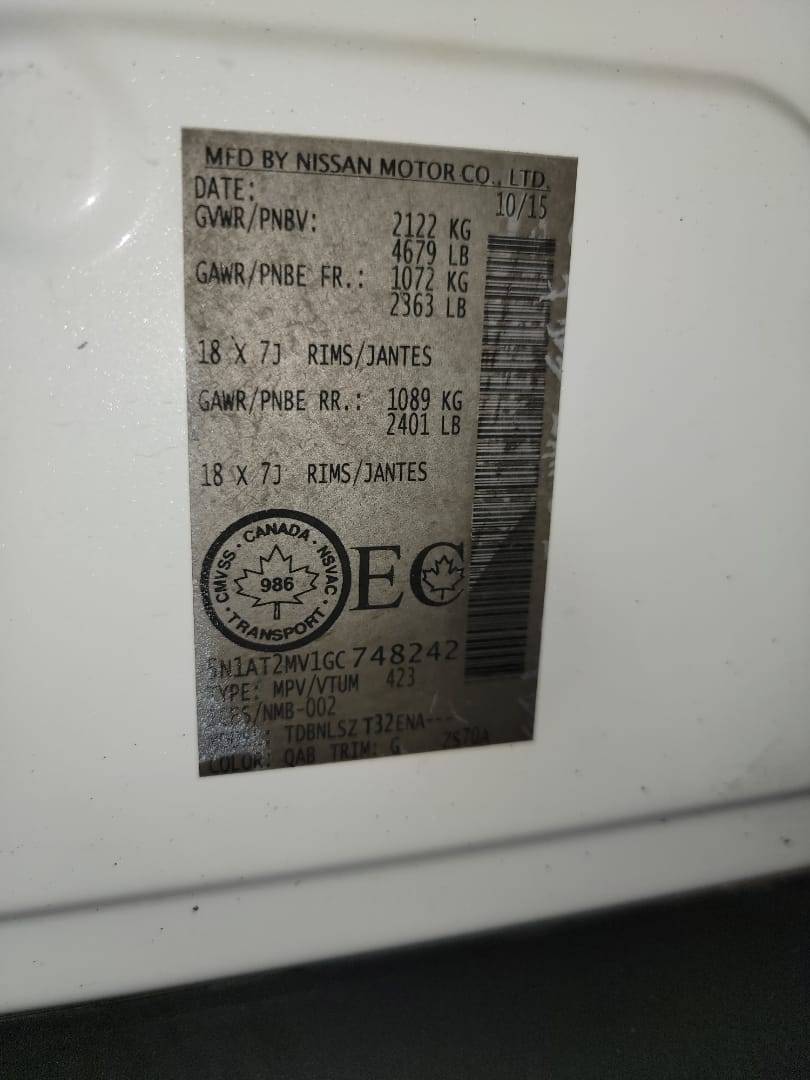 MFD BY NISSAN MOTOR CO., LTD.
DATE: 10/15
GVWR/PNBV: 2122 KG
4679 LB
GAWR/PNBE FR.: 1072 KG
2363 LB
18 X 7J RIMS/JANTES
GAWR/PNBE RR.: 1089 KG
2401 LB
18 X 7J RIMS/JANTES
CMVSS · CANADA · NSVAC · TRANSPORT ·
986
EC
5N1AT2MV1GC748242
TYPE: MPV/VTUM 423
/NMB-002
TDBNLSZ T32ENA---
COLOR: QAB TRIM: G